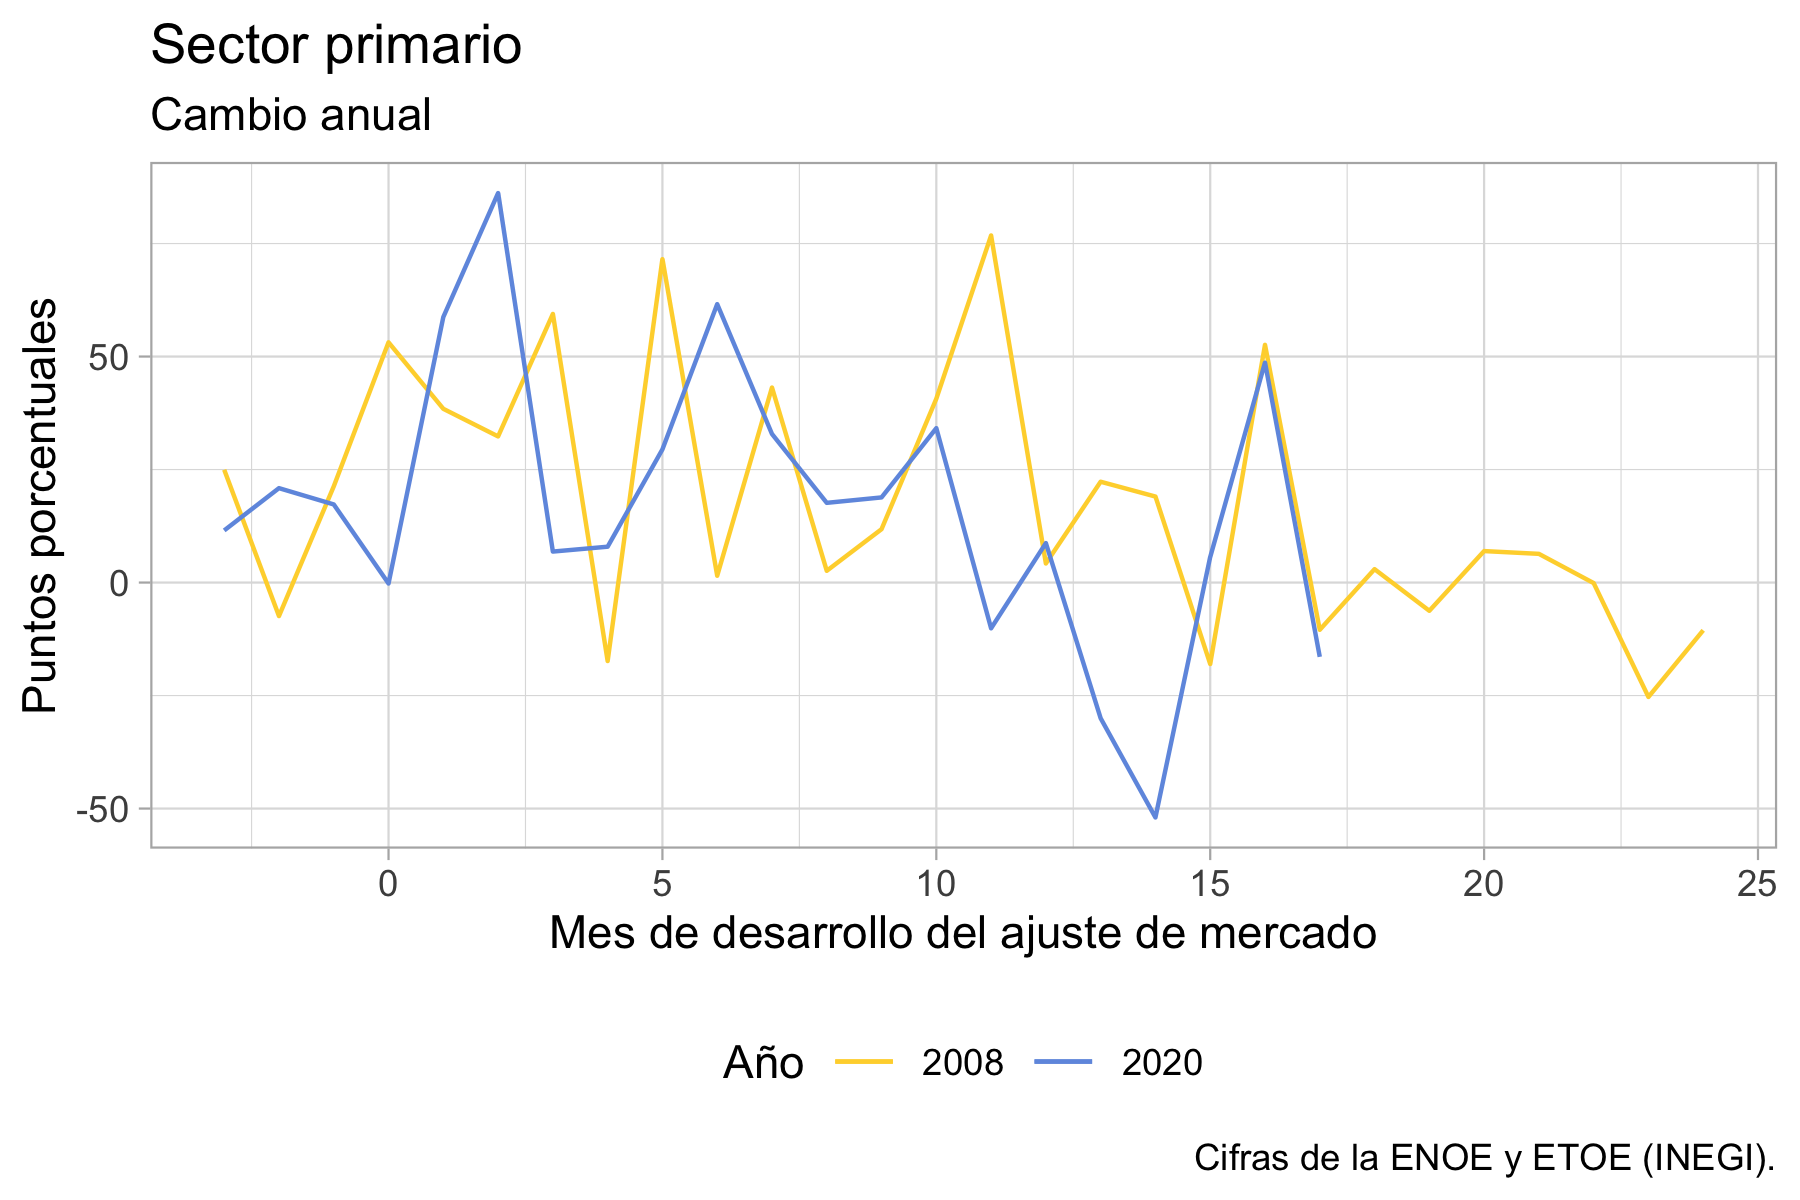 Sector primario
Cambio anual
Puntos porcentuales
50
0
-50
0 5 10 15 20 25
Mes de desarrollo del ajuste de mercado
Año 2008 2020
Cifras de la ENOE y ETOE (INEGI).